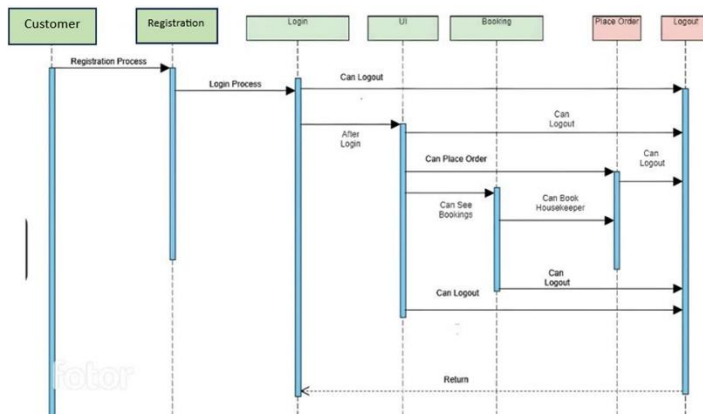 Customer
Registration
Login
UI
Booking
Place Order
Logout
Registration Process
Login Process
Can Logout
After
Login
Can
Logout
Can Place Order
Can
Logout
Can See
Bookings
Can Book
Housekeeper
Can
Logout
Can Logout
Return
fotor